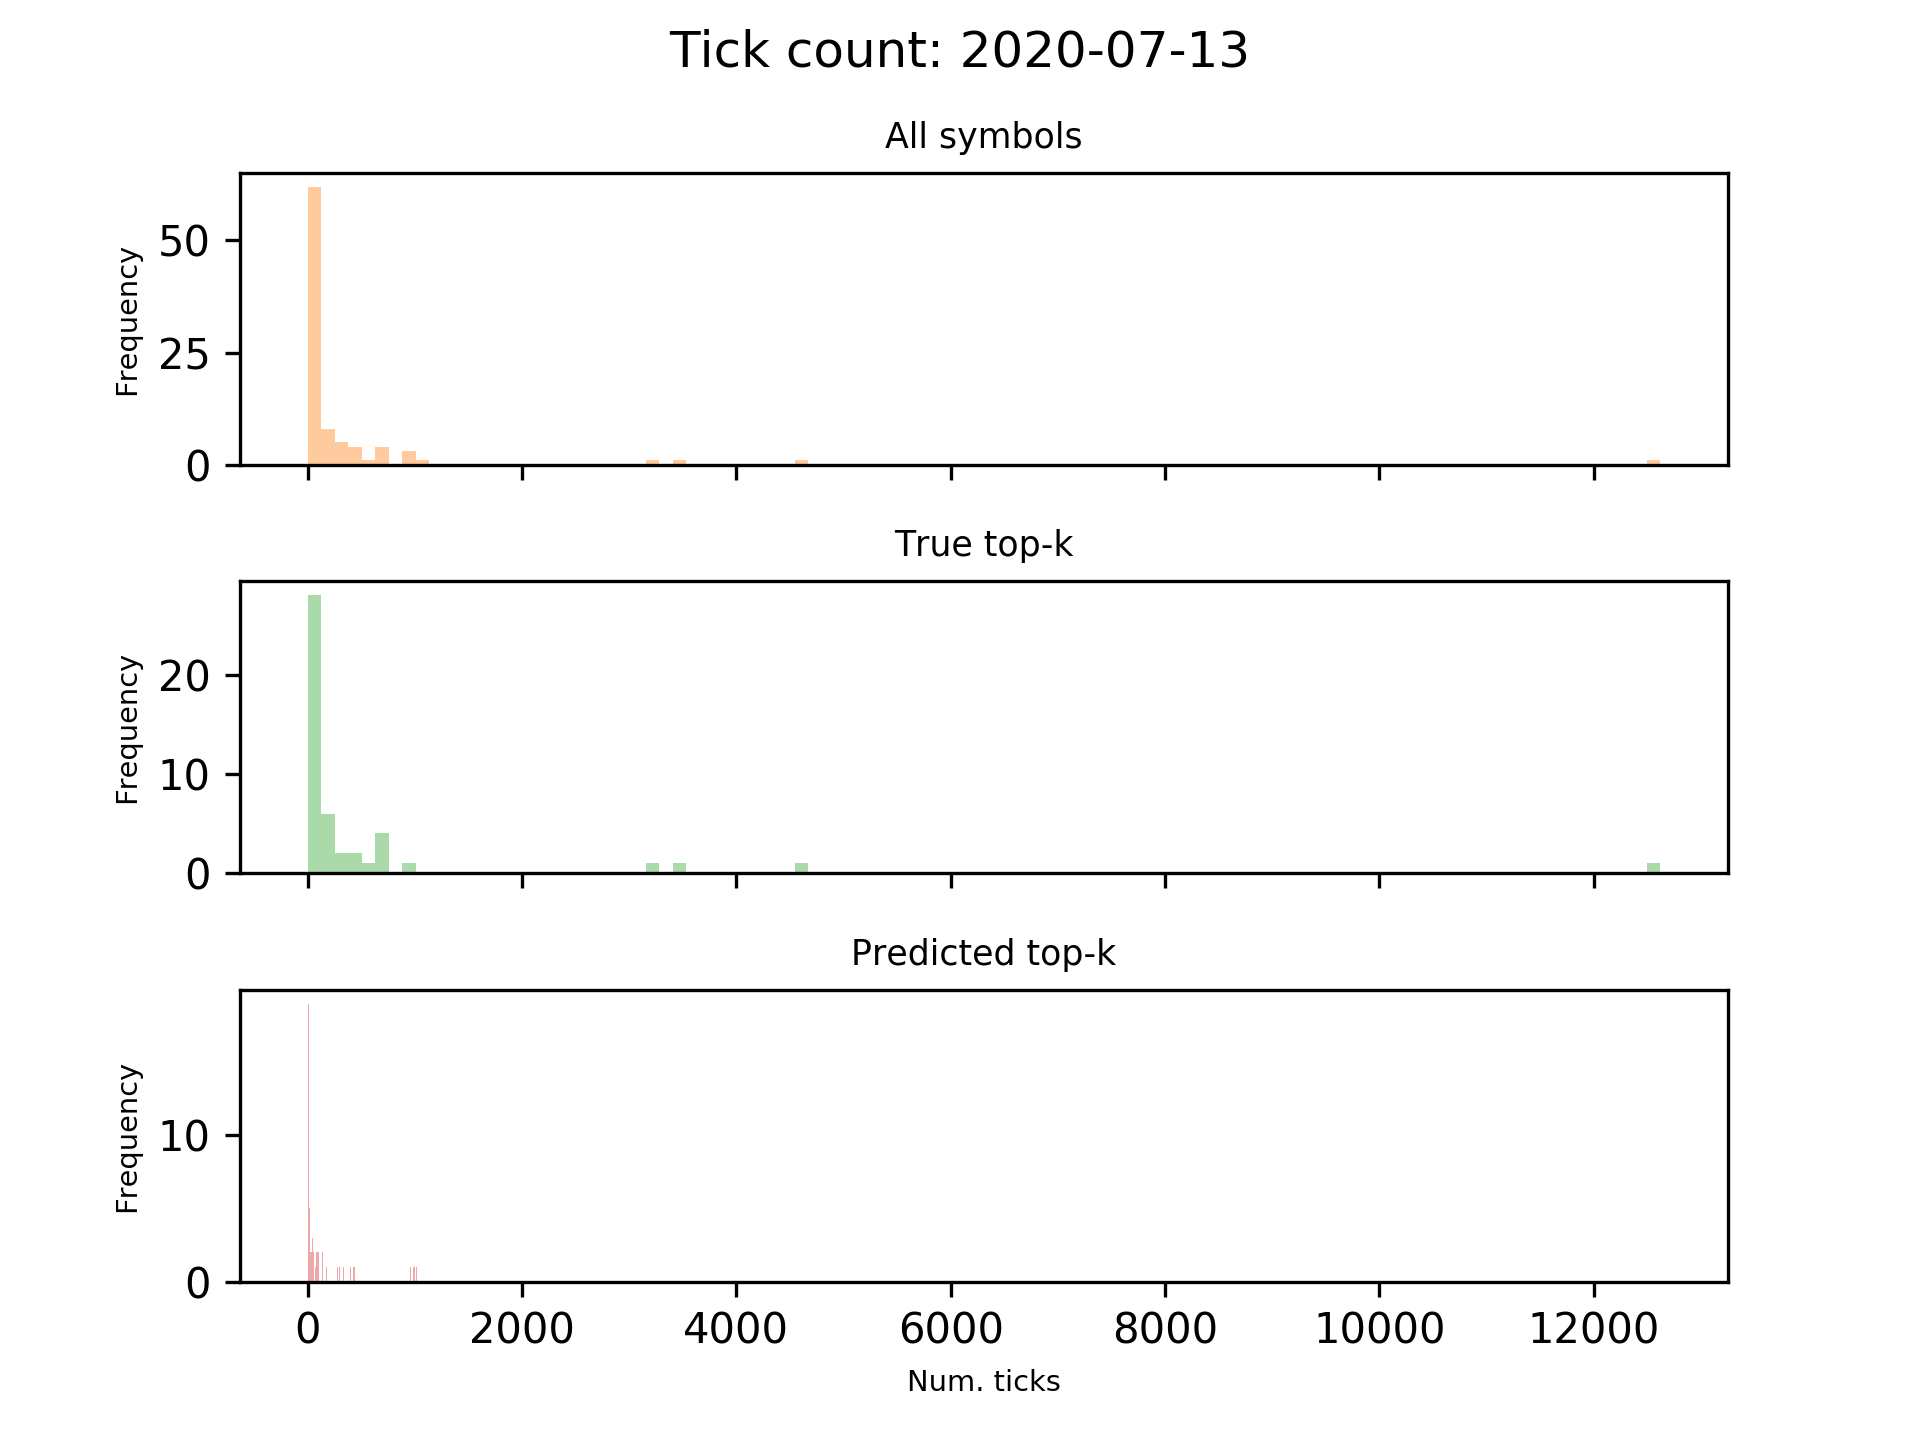 Tick count: 2020-07-13
All symbols
Frequency
50
25
0
True top-k
Frequency
20
10
0
Predicted top-k
Frequency
10
0
0 2000 4000 6000 8000 10000 12000
Num. ticks